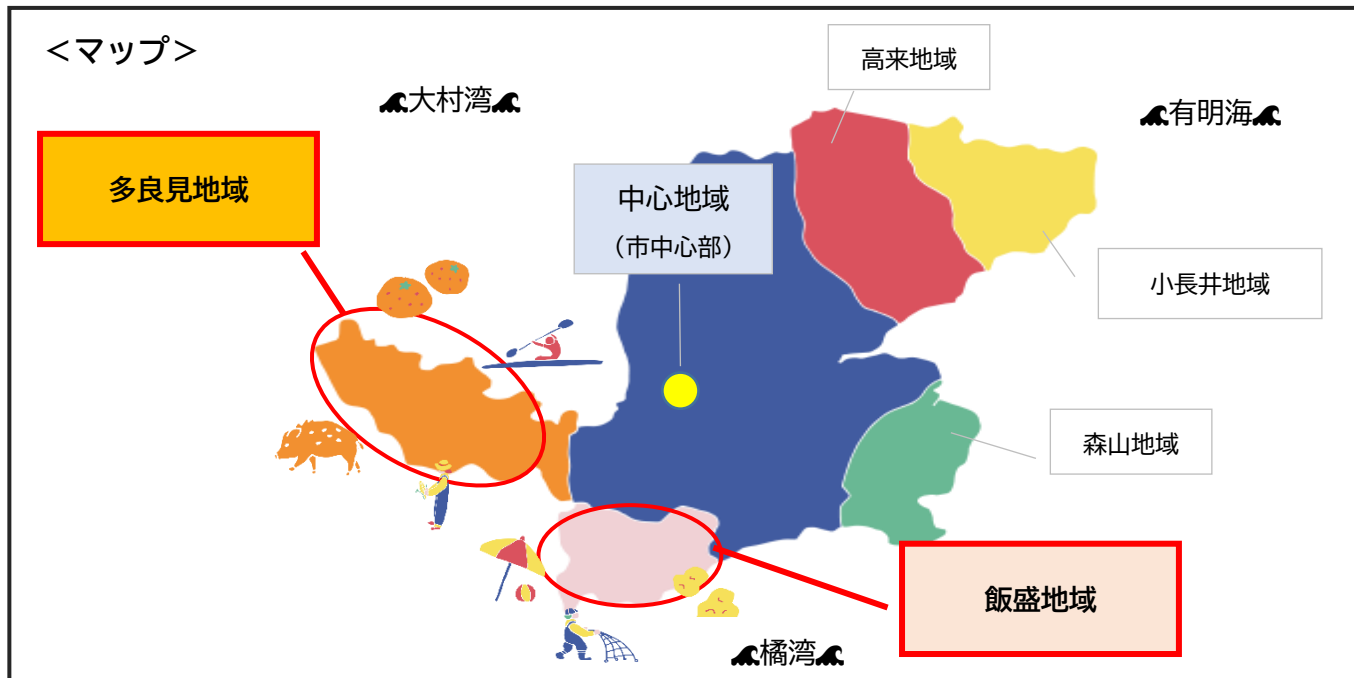 ＜マップ＞
高来地域
🌊大村湾🌊
🌊有明海🌊
多良見地域
中心地域
（市中心部）
小長井地域
森山地域
飯盛地域
🌊橘湾🌊